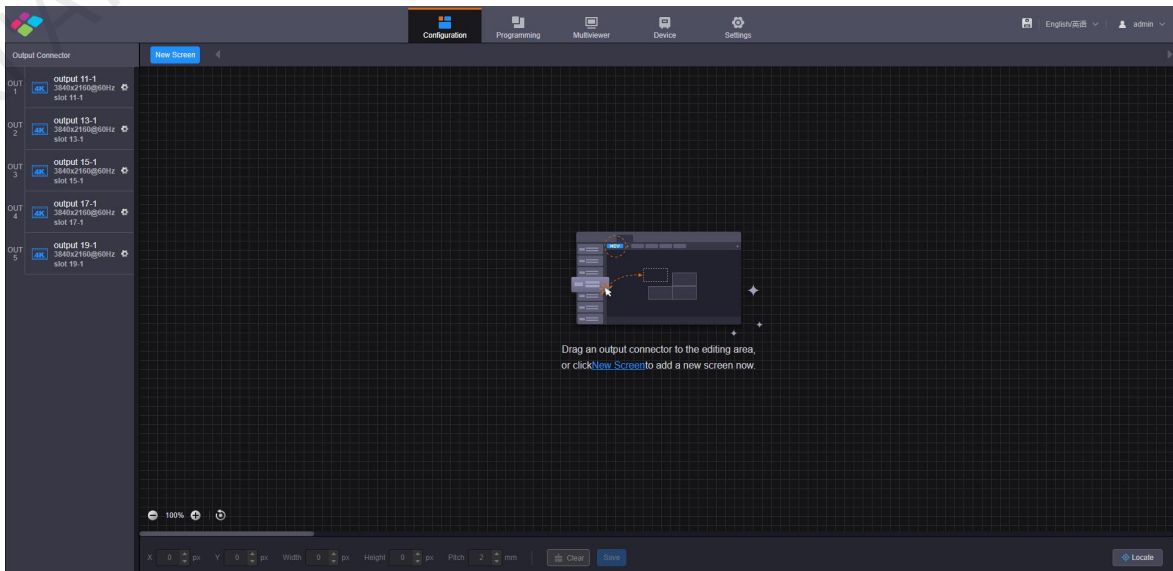 Configuration
Programming
Multiviewer
Device
Settings
English/英语
admin
Output Connector
New Screen
OUT 1
4K
output 11-1
3840x2160@60Hz
slot 11-1
OUT 2
4K
output 13-1
3840x2160@60Hz
slot 13-1
OUT 3
4K
output 15-1
3840x2160@60Hz
slot 15-1
OUT 4
4K
output 17-1
3840x2160@60Hz
slot 17-1
OUT 5
4K
output 19-1
3840x2160@60Hz
slot 19-1
Drag an output connector to the editing area,
or clickNew Screento add a new screen now.
100%
X 0 px Y 0 px Width 0 px Height 0 px Pitch 2 mm Clear Save Locate